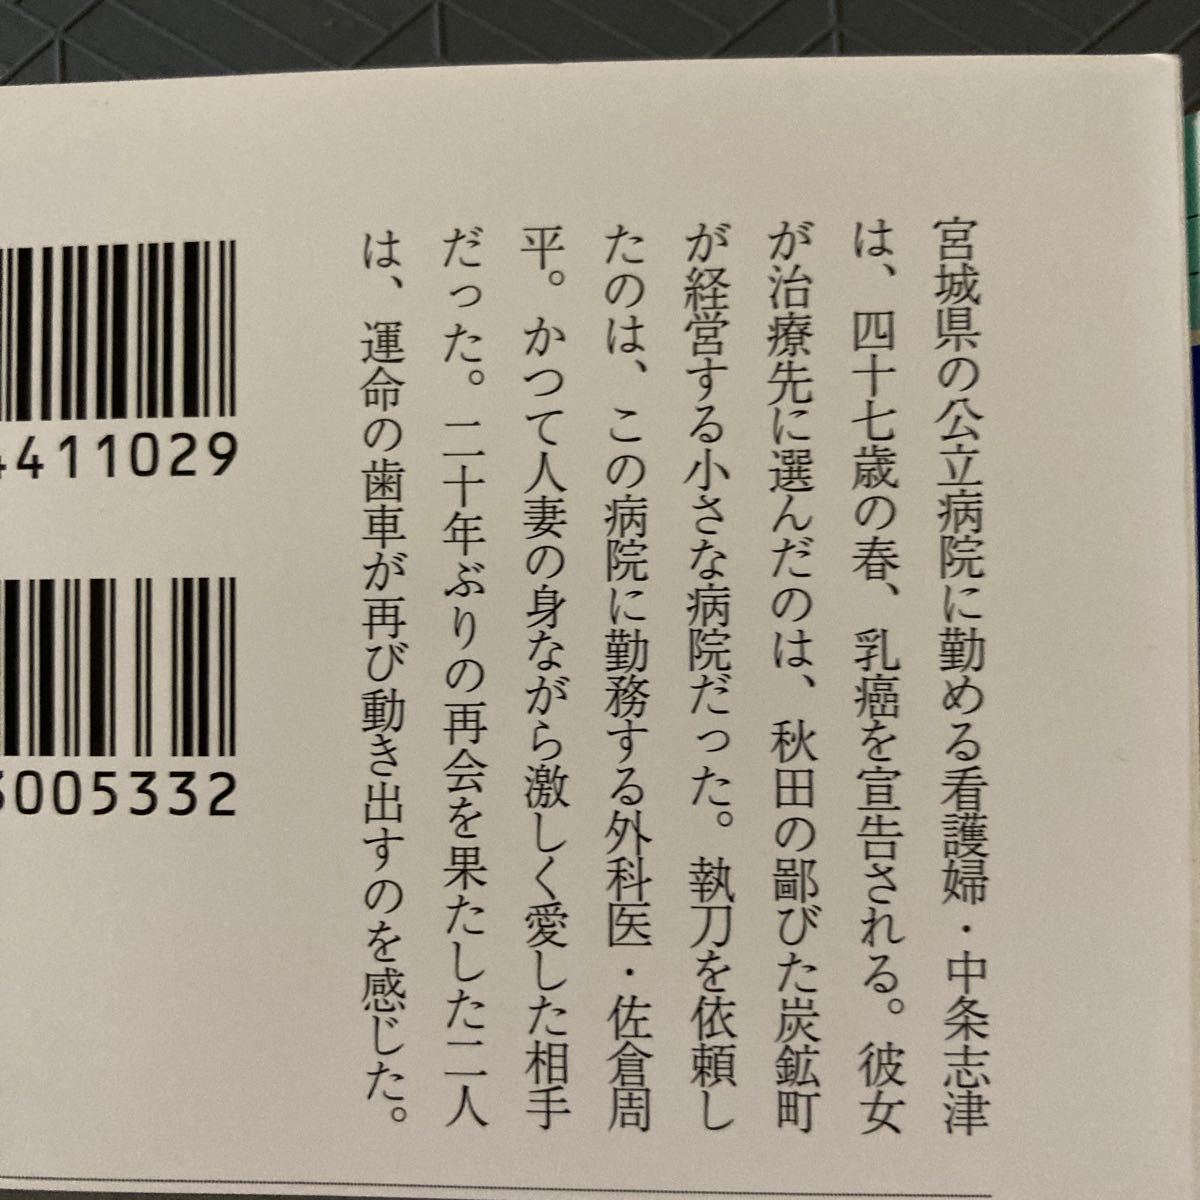 宮城県の公立病院に勤める看護婦・中条志津
は、四十七歳の春、乳癌を宣告される。彼女
が治療先に選んだのは、秋田の鄙びた炭鉱町
が経営する小さな病院だった。執刀を依頼し
たのは、この病院に勤務する外科医・佐倉周
平。かつて人妻の身ながら激しく愛した相手
だった。二十年ぶりの再会を果たした二人
は、運命の歯車が再び動き出すのを感じた。
4411029
3005332